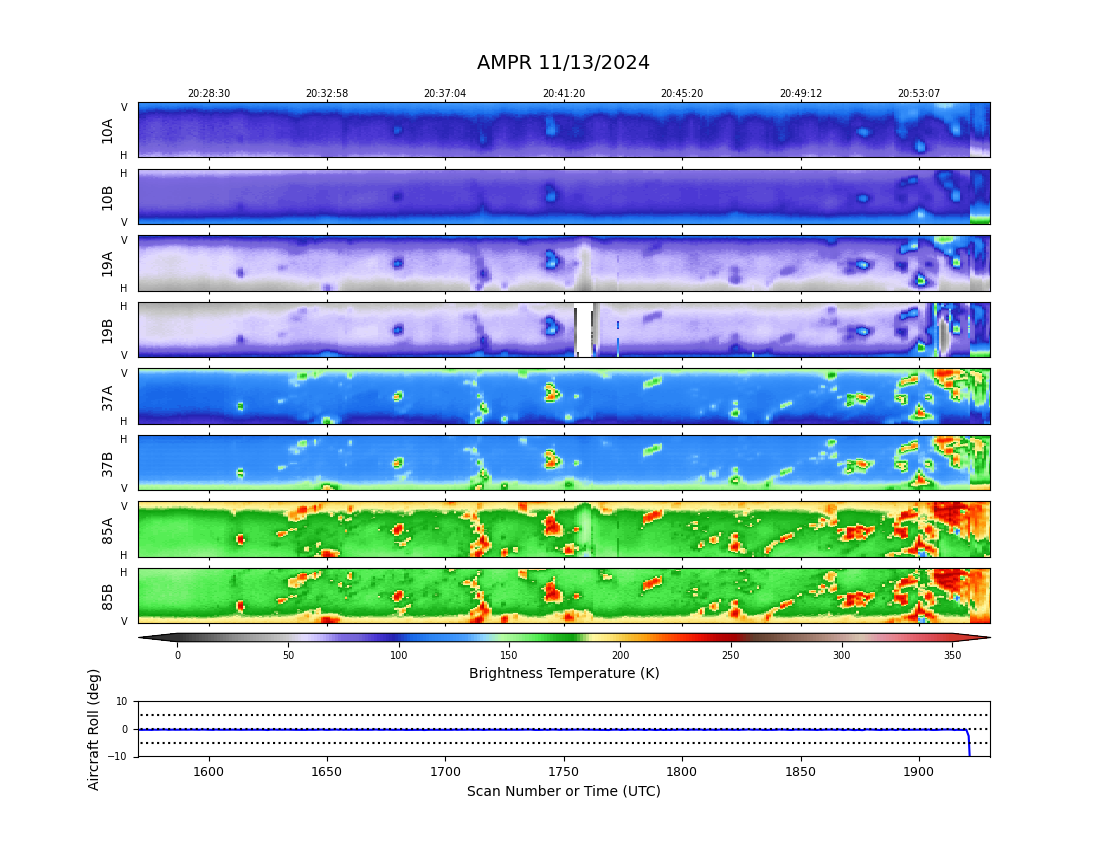 AMPR 11/13/2024
20:28:30 20:32:58 20:37:04 20:41:20 20:45:20 20:49:12 20:53:07
V
10A
H
H
10B
V
V
19A
H
H
19B
V
V
37A
H
H
37B
V
V
85A
H
H
85B
V
0 50 100 150 200 250 300 350
Brightness Temperature (K)
Aircraft Roll (deg)
10
0
−10
1600 1650 1700 1750 1800 1850 1900
Scan Number or Time (UTC)